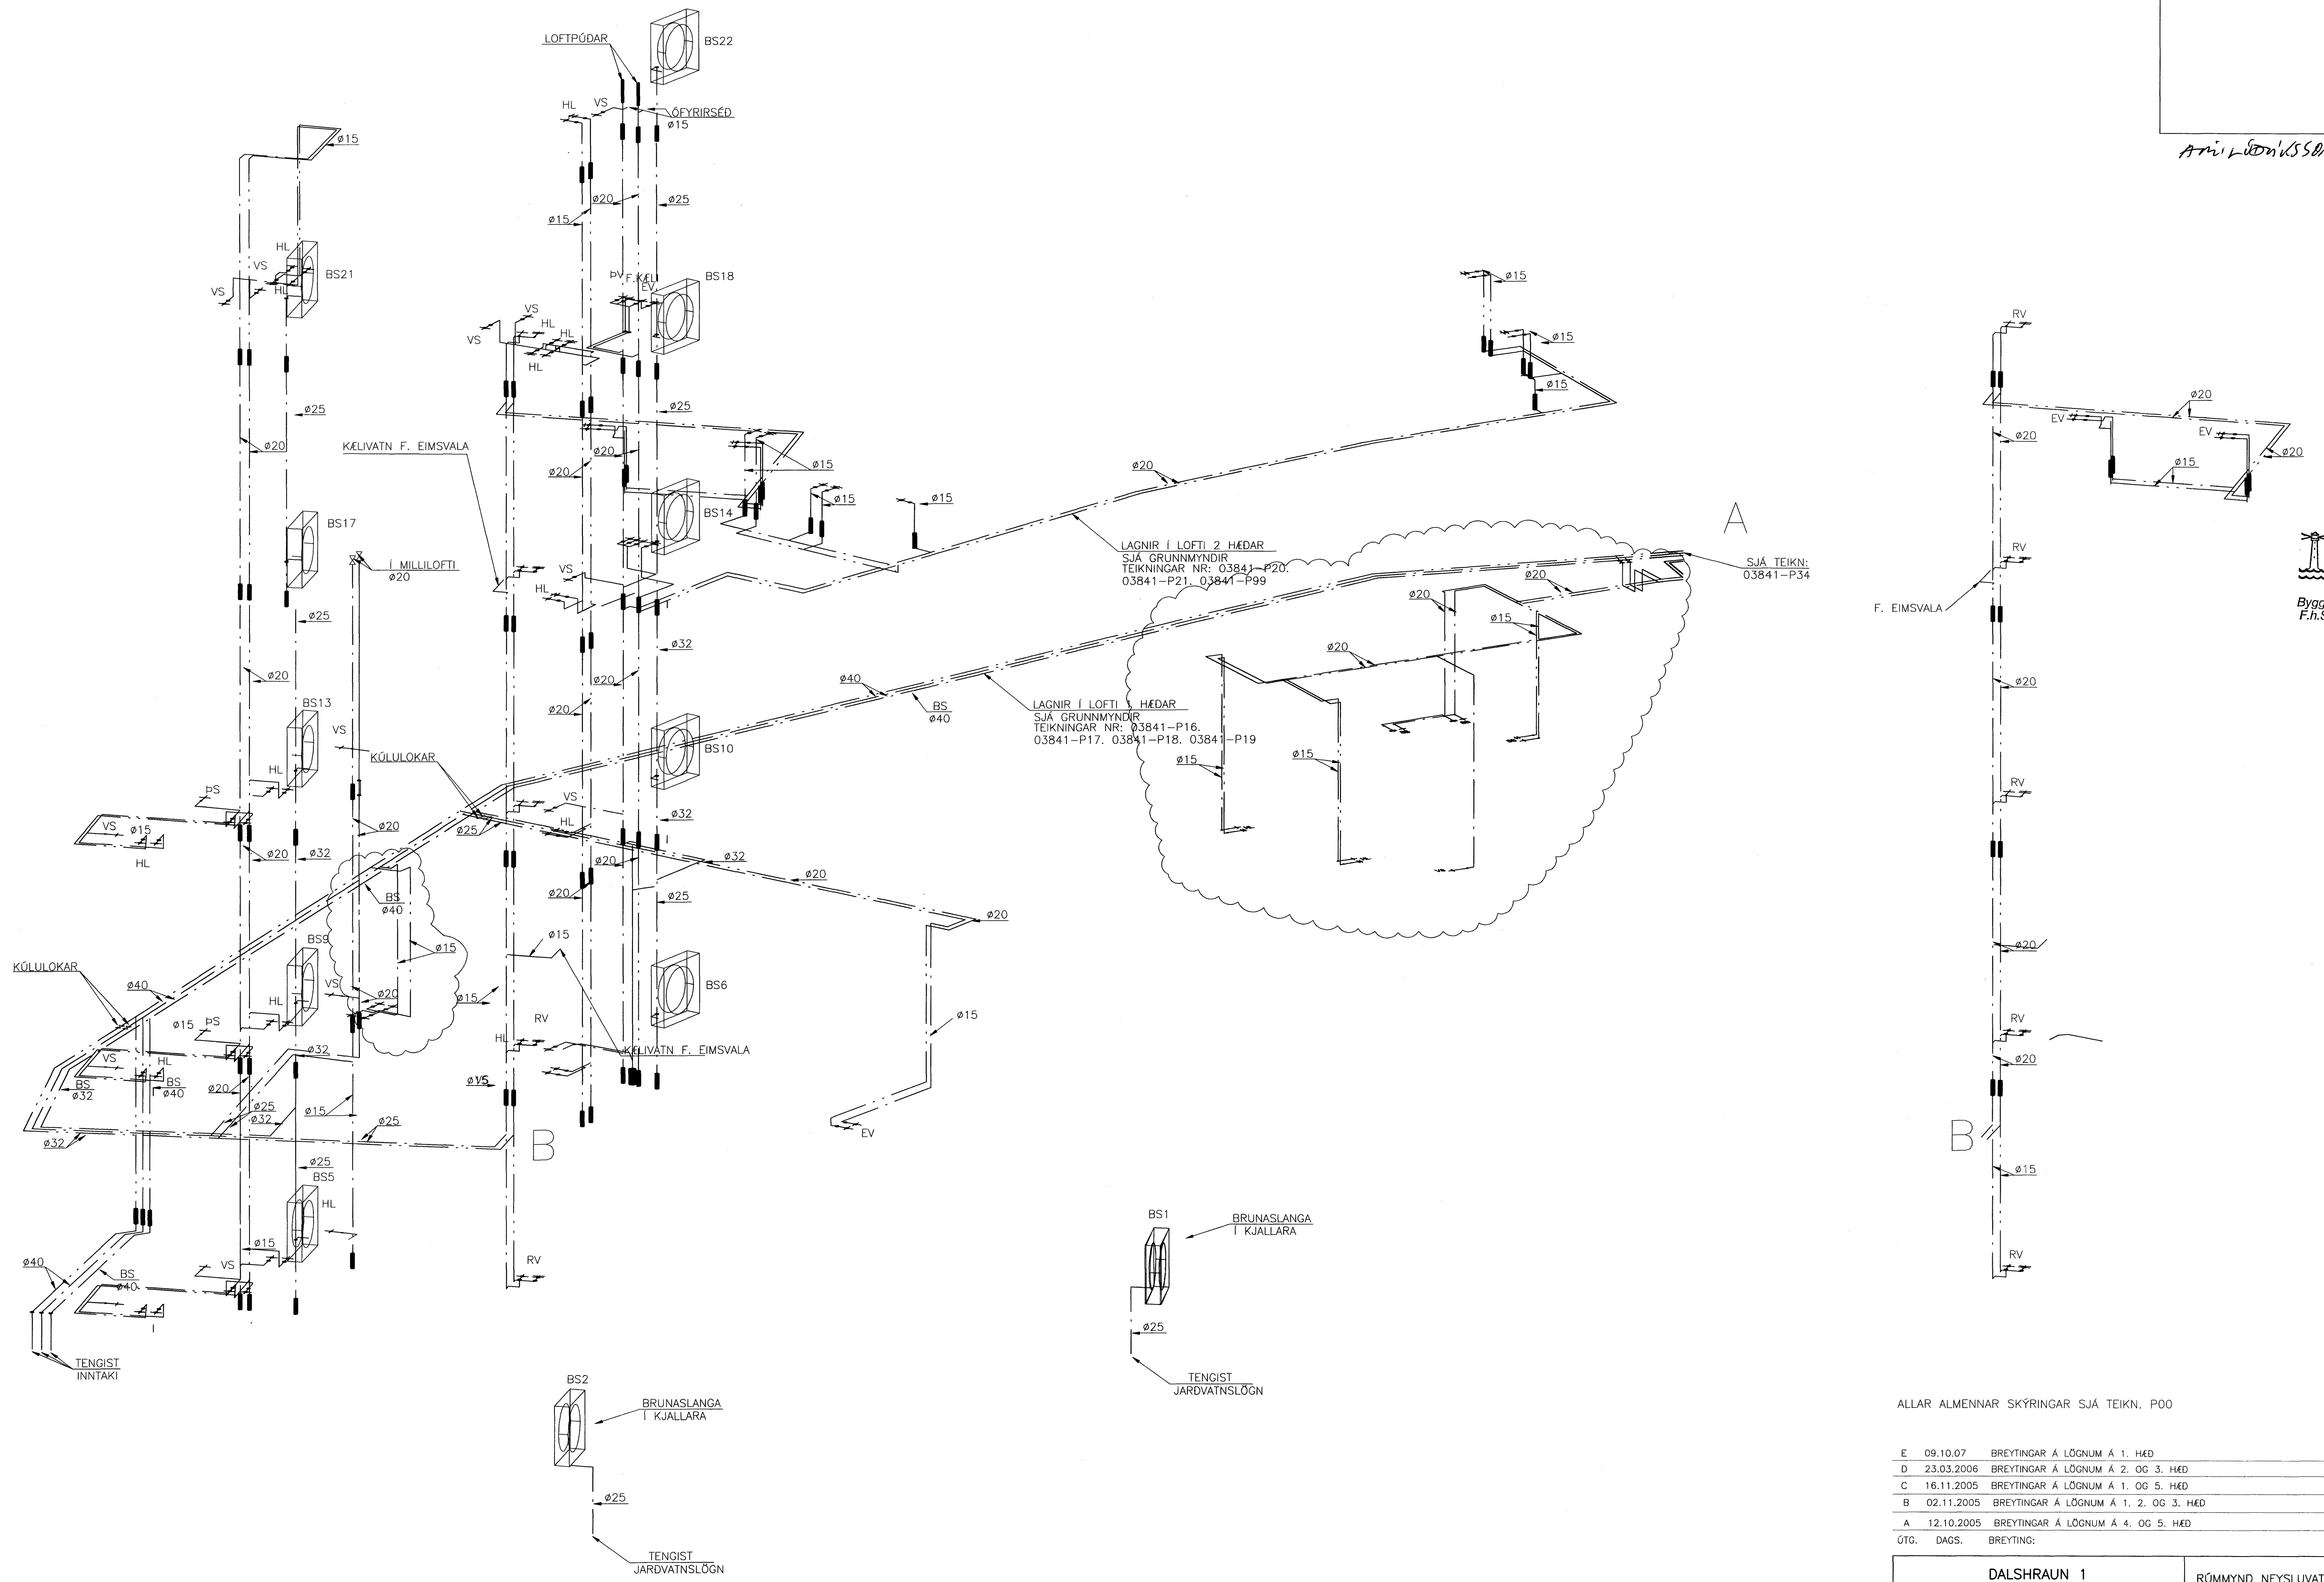 LOFTPÚÐAR
BS22
HL
VS
ÓFYRIRSÉÐ
ø15
ø15
ø20
ø25
ø15
HL
VS
BS21
VS
HL
ÞV
F.KÆLI
EV
BS18
VS
HL
VS
HL
HL
ø25
ø25
ø20
KÆLIVATN F. EIMSVALA
ø20
ø20
ø15
ø15
ø15
ø15
ø15
ø15
ø20
BS14
BS17
Í MILLILOFTI
ø20
VS
HL
LAGNIR Í LOFTI 2 HÆÐAR
SJÁ GRUNNMYNDIR
TEIKNINGAR NR: 03841-P20.
03841-P21. 03841-P99
A
SJÁ TEIKN:
03841-P34
ø20
ø20
ø15
ø20
ø15
ø15
ø25
ø32
ø20
ø20
ø20
ø40
BS
ø40
LAGNIR Í LOFTI 1 HÆÐAR
SJÁ GRUNNMYNDIR
TEIKNINGAR NR: 03841-P16.
03841-P17. 03841-P18. 03841-P19
BS13
VS
KÚLULOKAR
HL
BS10
ÞS
VS
ø15
HL
VS
HL
ø25
ø32
ø20
ø20
ø32
ø20
ø32
ø20
ø20
ø25
ø20
BS
ø40
ø15
ø15
BS9
VS
HL
ø20
BS6
KÚLULOKAR
ø40
ø15
ÞS
VS
HL
BS
ø32
BS
ø40
ø15
RV
HL
KÆLIVATN F. EIMSVALA
ø15
ø32
ø20
ø25
ø32
ø15
ø25
ø32
EV
B
ø25
BS5
HL
ø15
VS
RV
ø40
BS
ø40
TENGIST
INNTAKI
BS1
BRUNASLANGA
Í KJALLARA
ø25
TENGIST
JARÐVATNSLÖGN
BS2
BRUNASLANGA
Í KJALLARA
ø25
TENGIST
JARÐVATNSLÖGN
RV
ø20
EV
EV
ø20
ø20
ø15
RV
F. EIMSVALA
ø20
RV
ø20
RV
ø20
B
ø15
RV
Bygg
F.h.S
ALLAR ALMENNAR SKÝRINGAR SJÁ TEIKN. P00
E 09.10.07 BREYTINGAR Á LÖGNUM Á 1. HÆÐ
D 23.03.2006 BREYTINGAR Á LÖGNUM Á 2. OG 3. HÆÐ
C 16.11.2005 BREYTINGAR Á LÖGNUM Á 1. OG 5. HÆÐ
B 02.11.2005 BREYTINGAR Á LÖGNUM Á 1. 2. OG 3. HÆÐ
A 12.10.2005 BREYTINGAR Á LÖGNUM Á 4. OG 5. HÆÐ
ÚTG. DAGS. BREYTING:
DALSHRAUN 1
RÚMMYND NEYSLUVAT